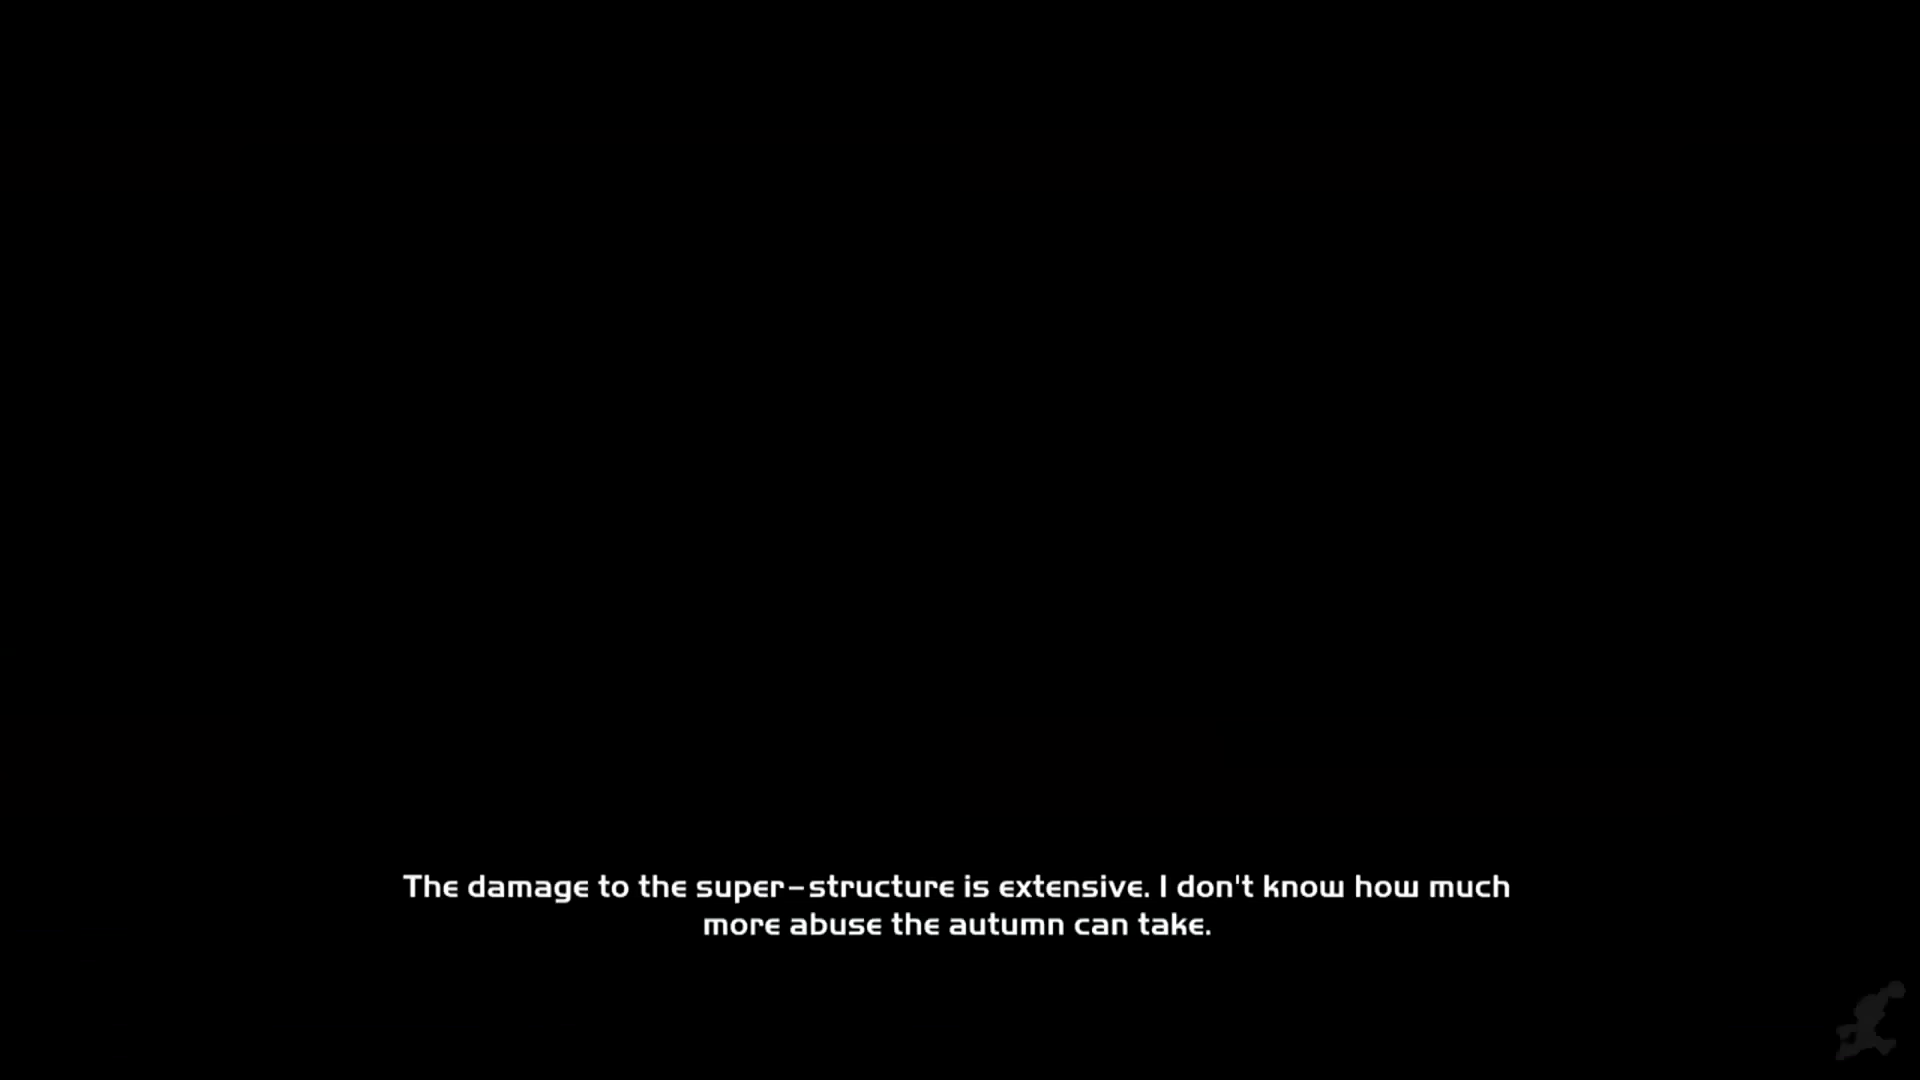 The damage to the super-structure is extensive. I don't know how much
more abuse the autumn can take.